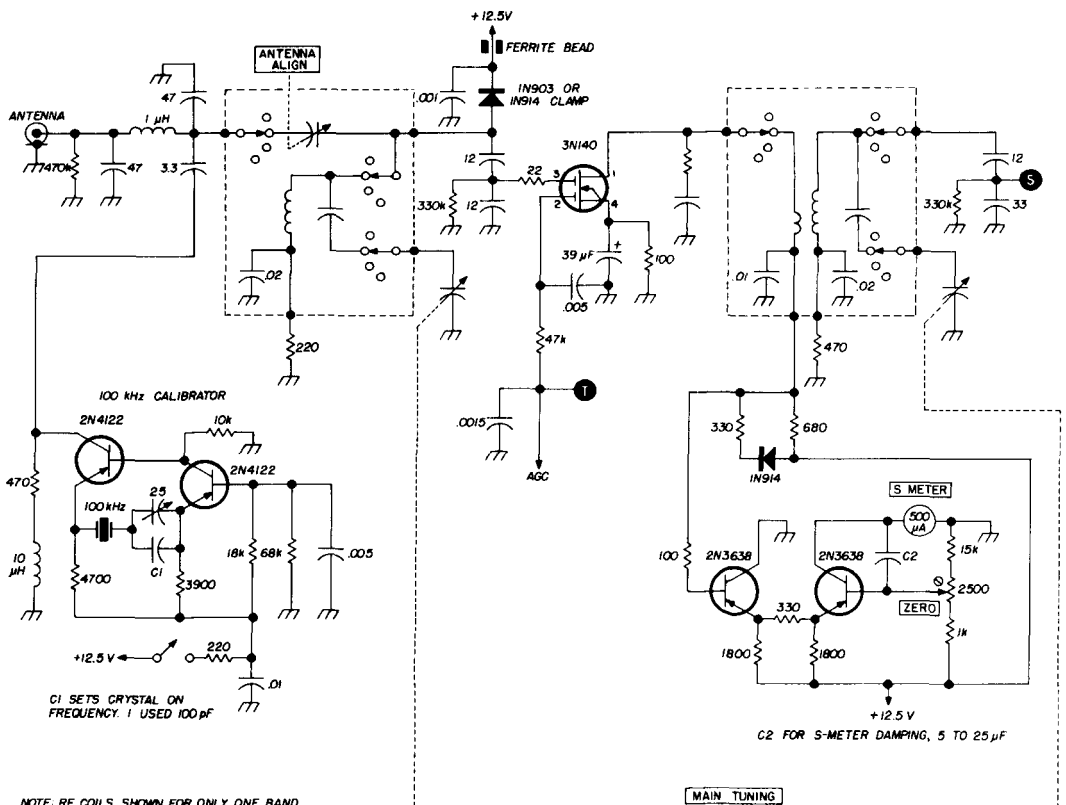 +12.5V
FERRITE BEAD
ANTENNA
ALIGN
.001
1N903 OR
1N914 CLAMP
47
ANTENNA
1 µH
470k
47
3.3
12
3N140
22
3
1
2
4
330k
12
12
330k
33
S
.02
39 µF
+
100
.005
.01
.02
220
47k
470
T
.0015
AGC
100 kHz CALIBRATOR
2N4122
10k
2N4122
470
25
100kHz
C1
18k
68k
.005
10
µH
4700
3900
+12.5 V
220
.01
C1 SETS CRYSTAL ON
FREQUENCY. I USED 100 pF
330
680
1N914
S METER
500
µA
100
2N3638
2N3638
C2
15k
2500
330
ZERO
1k
1800
1800
+12.5 V
C2 FOR S-METER DAMPING, 5 TO 25 µF
MAIN TUNING
NOTE: RF COILS SHOWN FOR ONLY ONE BAND